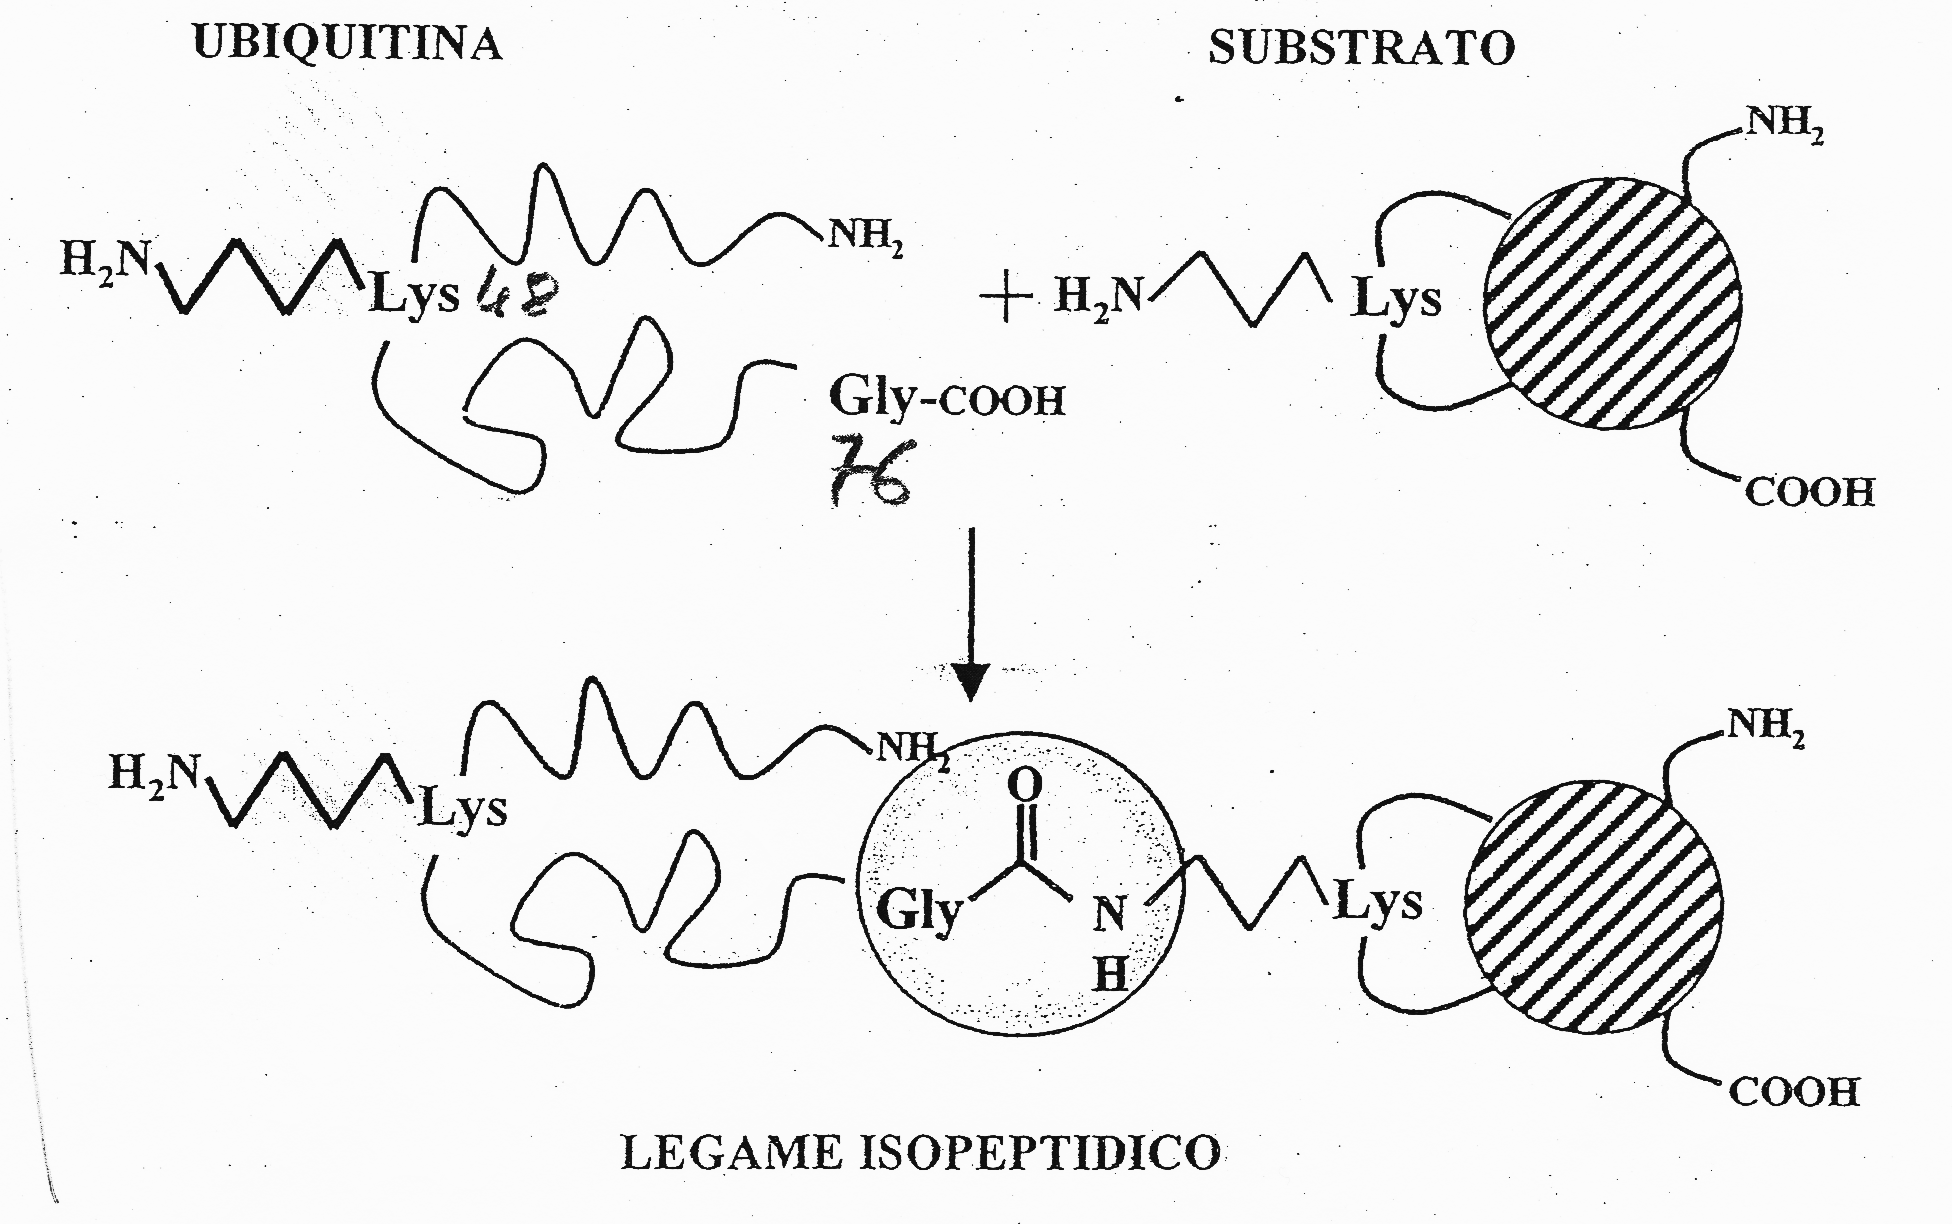 UBIQUITINA
SUBSTRATO
NH₂
H₂N
Lys 48
NH₂
+
H₂N
Lys
Gly-COOH
76
COOH
NH₂
H₂N
Lys
NH₂
O
Gly
N
H
Lys
COOH
LEGAME ISOPEPTIDICO